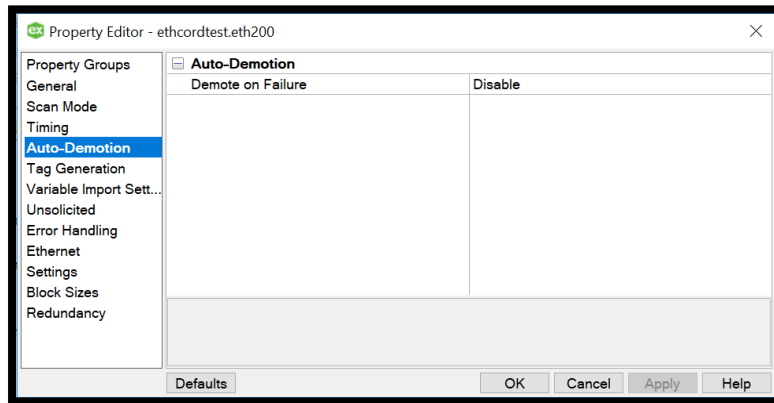 ex Property Editor - ethcordtest.eth200
Property Groups
General
Scan Mode
Timing
Auto-Demotion
Tag Generation
Variable Import Sett...
Unsolicited
Error Handling
Ethernet
Settings
Block Sizes
Redundancy
Auto-Demotion
Demote on Failure Disable
Defaults OK Cancel Apply Help